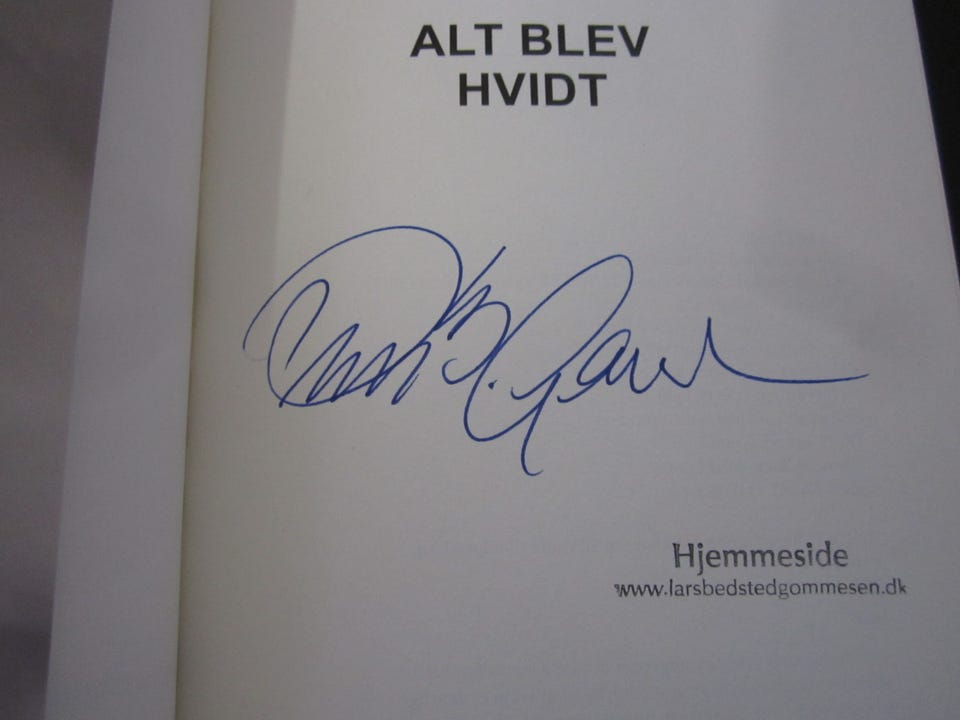 ALT BLEV
HVIDT
Hjemmeside
www.larsbedstedgommesen.dk